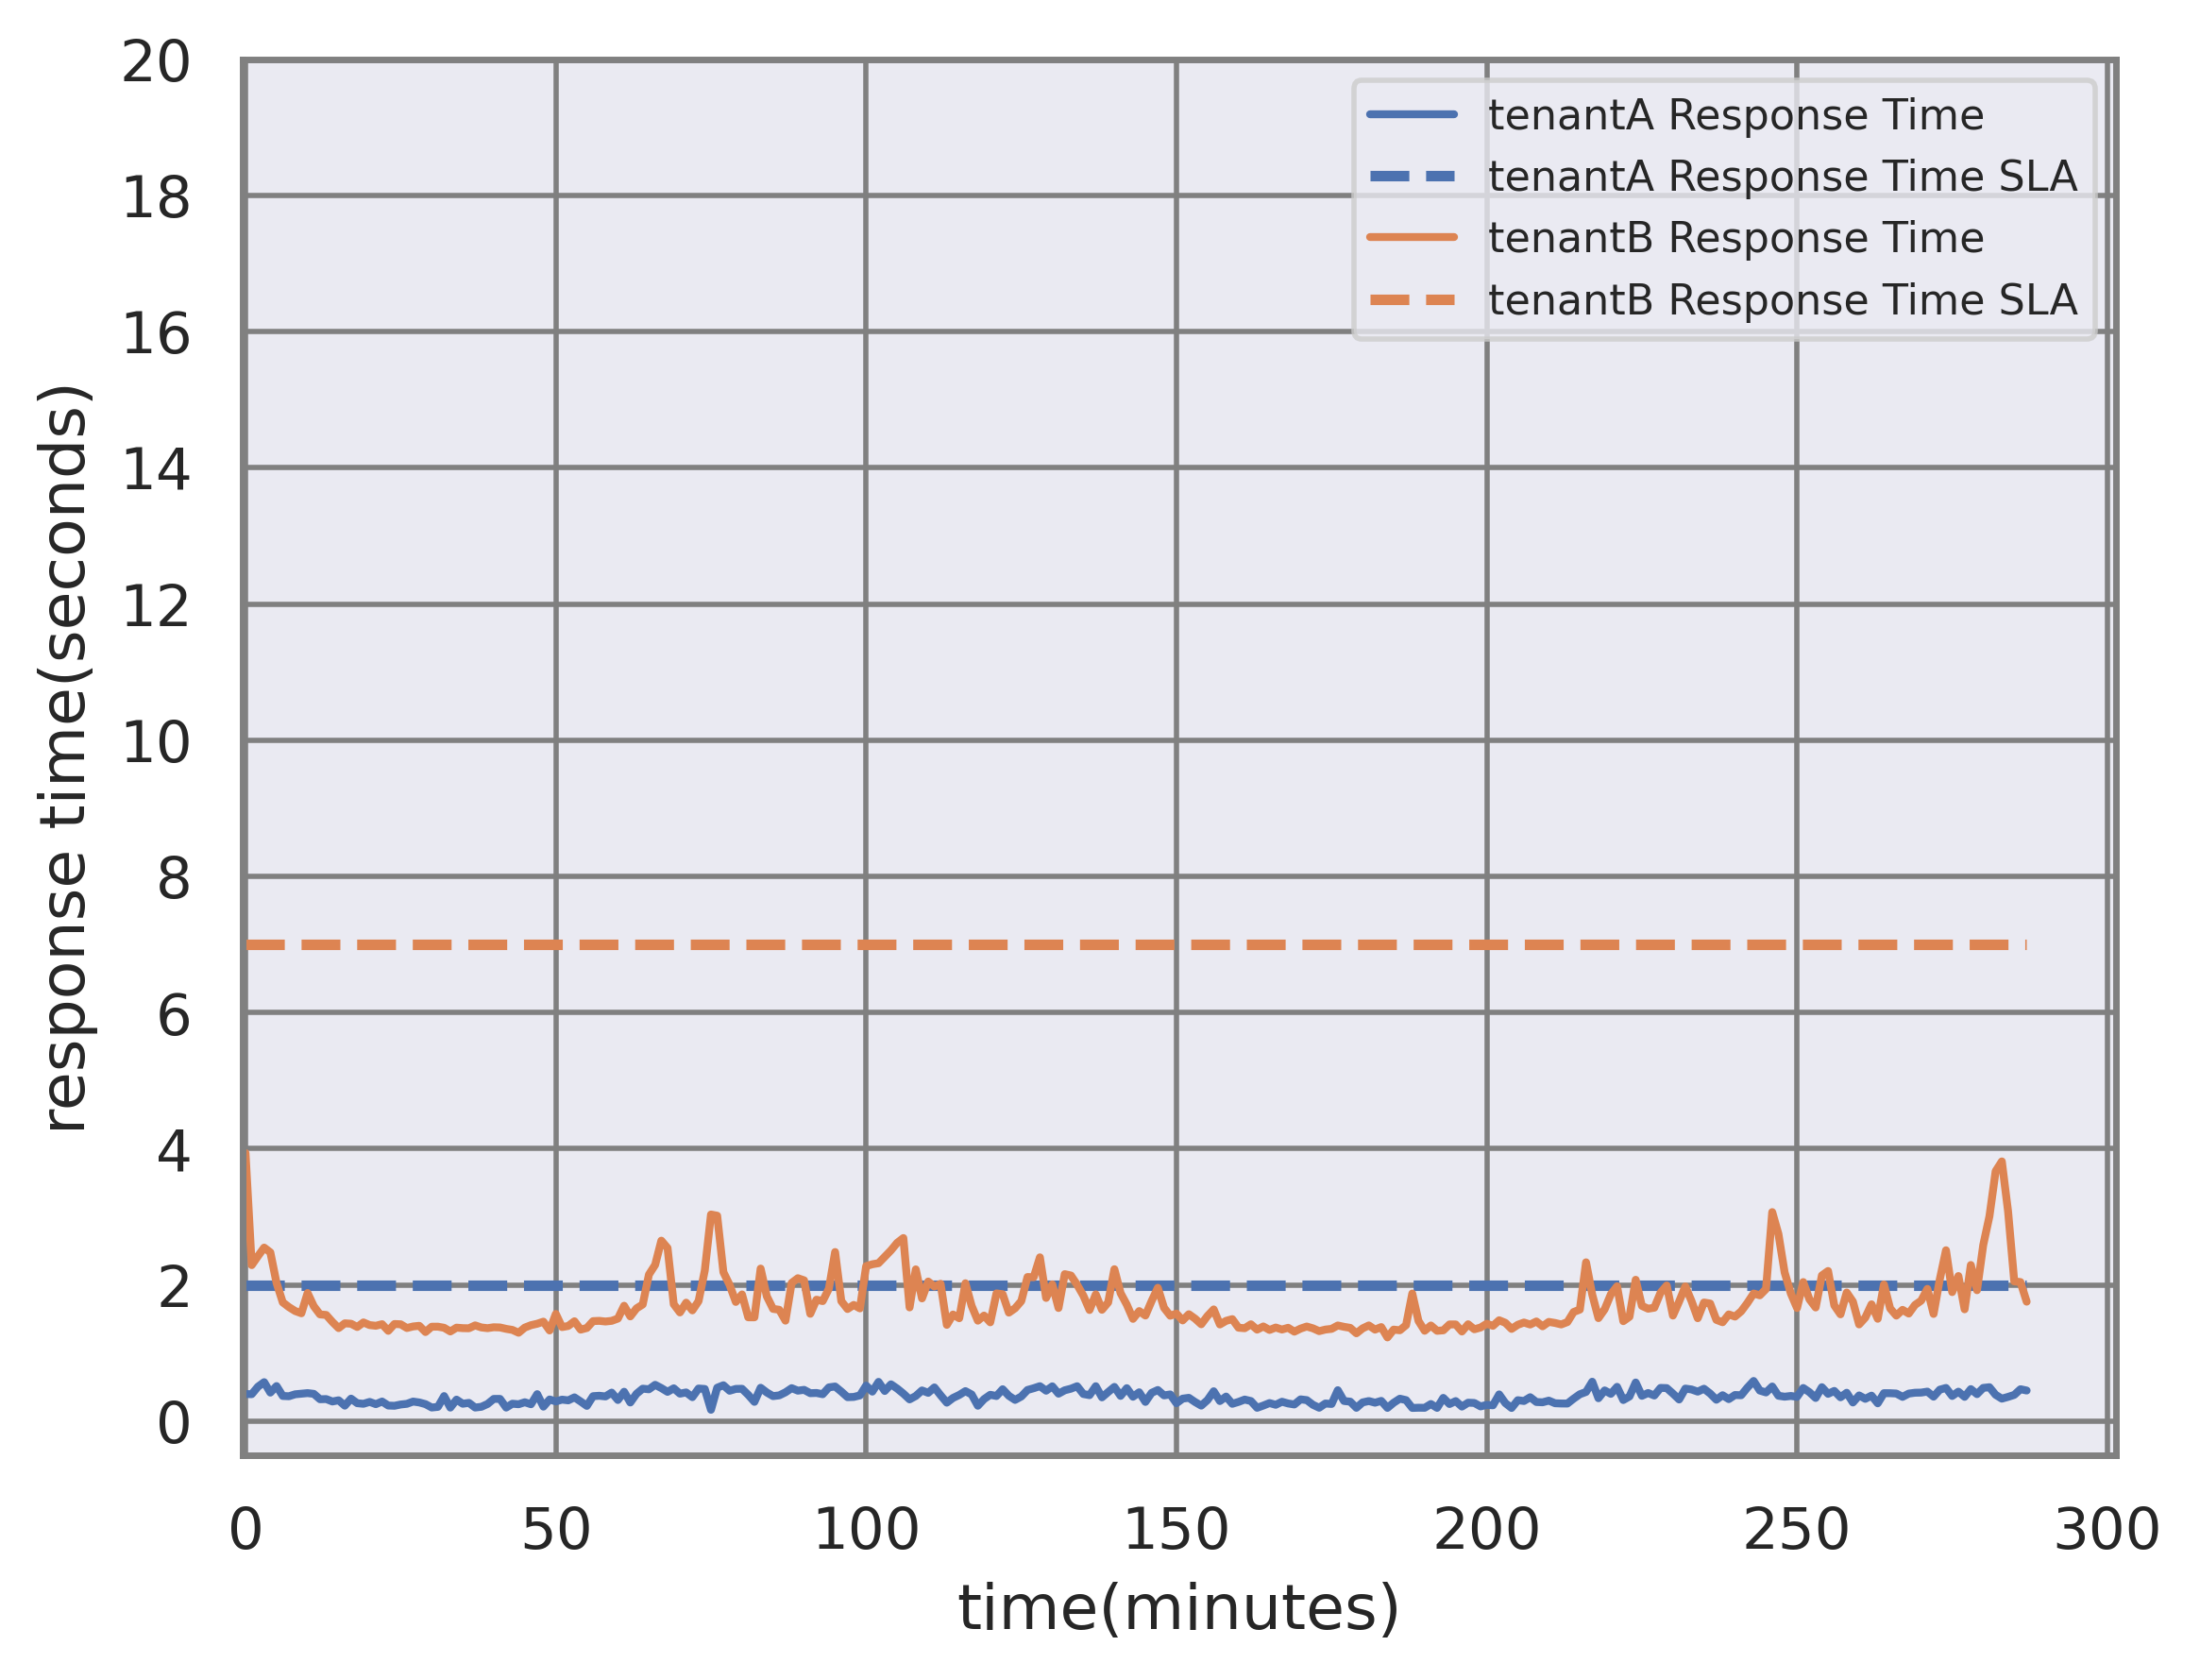 20
18
16
14
12
10
8
6
4
2
0
response time(seconds)
tenantA Response Time
tenantA Response Time SLA
tenantB Response Time
tenantB Response Time SLA
0 50 100 150 200 250 300
time(minutes)